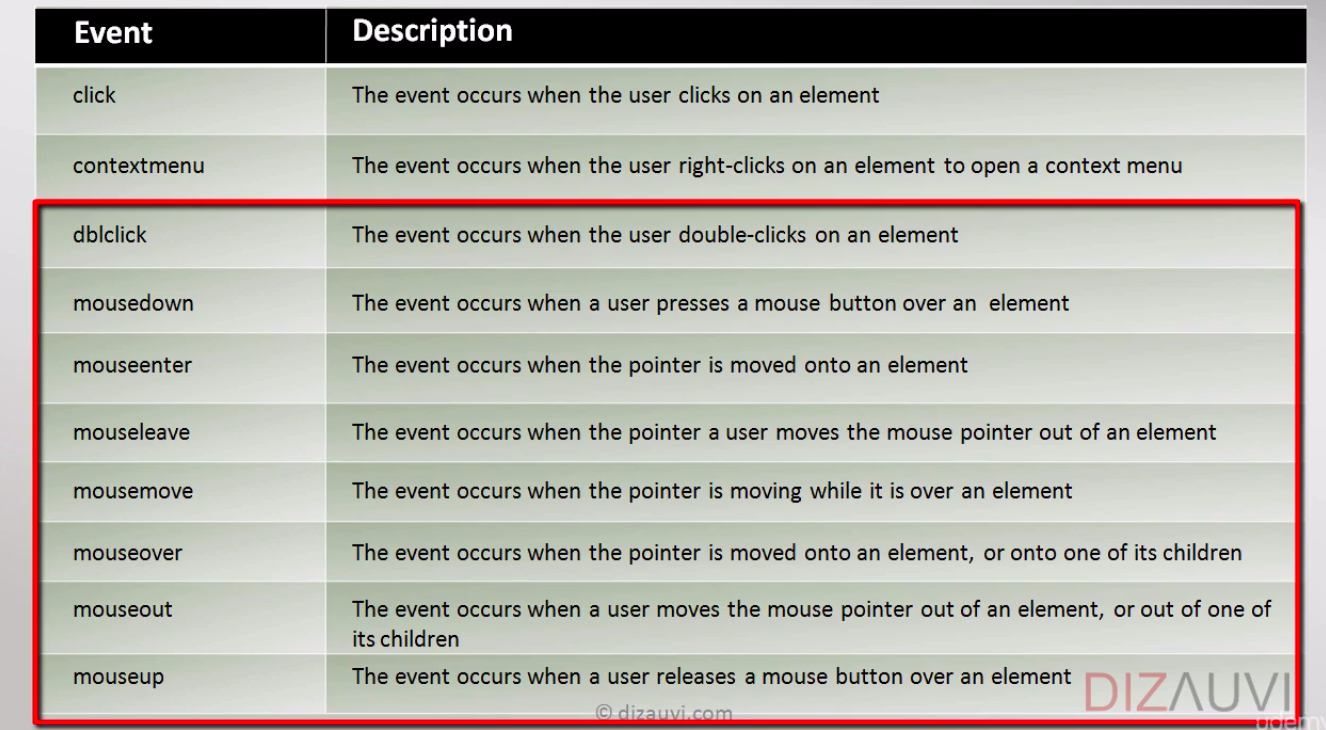 Event Description
click The event occurs when the user clicks on an element
contextmenu The event occurs when the user right-clicks on an element to open a context menu
dblclick The event occurs when the user double-clicks on an element
mousedown The event occurs when a user presses a mouse button over an element
mouseenter The event occurs when the pointer is moved onto an element
mouseleave The event occurs when the pointer a user moves the mouse pointer out of an element
mousemove The event occurs when the pointer is moving while it is over an element
mouseover The event occurs when the pointer is moved onto an element, or onto one of its children
mouseout The event occurs when a user moves the mouse pointer out of an element, or out of one of
its children
mouseup The event occurs when a user releases a mouse button over an element
DIZAUVI
© dizauvi.com
udemy